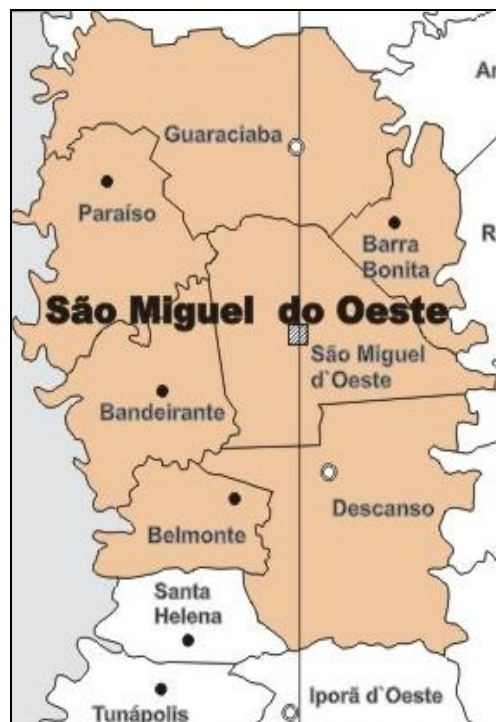 Ar
Guaraciaba
Paraíso
Barra
Bonita
R
São Miguel do Oeste
São Miguel
d`Oeste
Bandeirante
Descanso
Belmonte
Santa
Helena
Iporã d`Oeste
Tunápolis